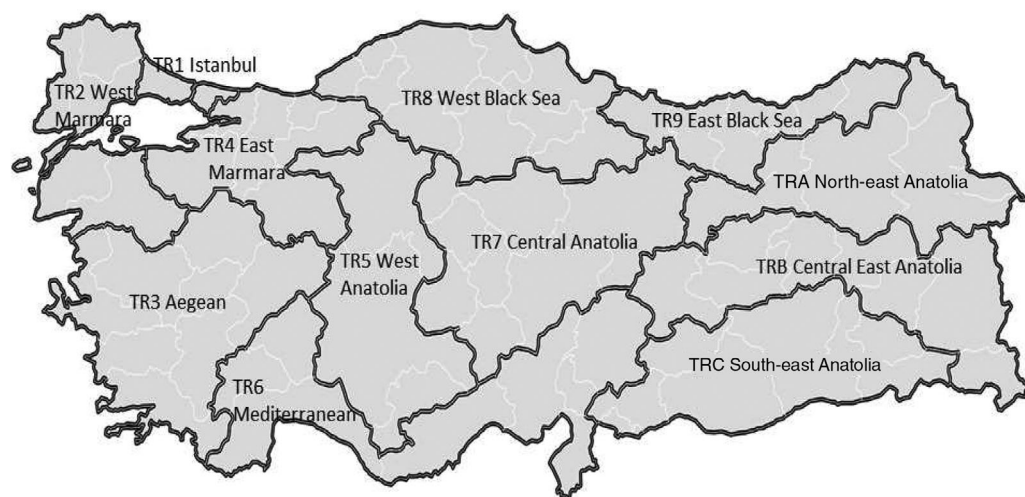 TR1 Istanbul
TR2 West
Marmara
TR8 West Black Sea
TR9 East Black Sea
TR4 East
Marmara
TRA North-east Anatolia
TR7 Central Anatolia
TR5 West
Anatolia
TRB Central East Anatolia
TR3 Aegean
TRC South-east Anatolia
TR6
Mediterranean